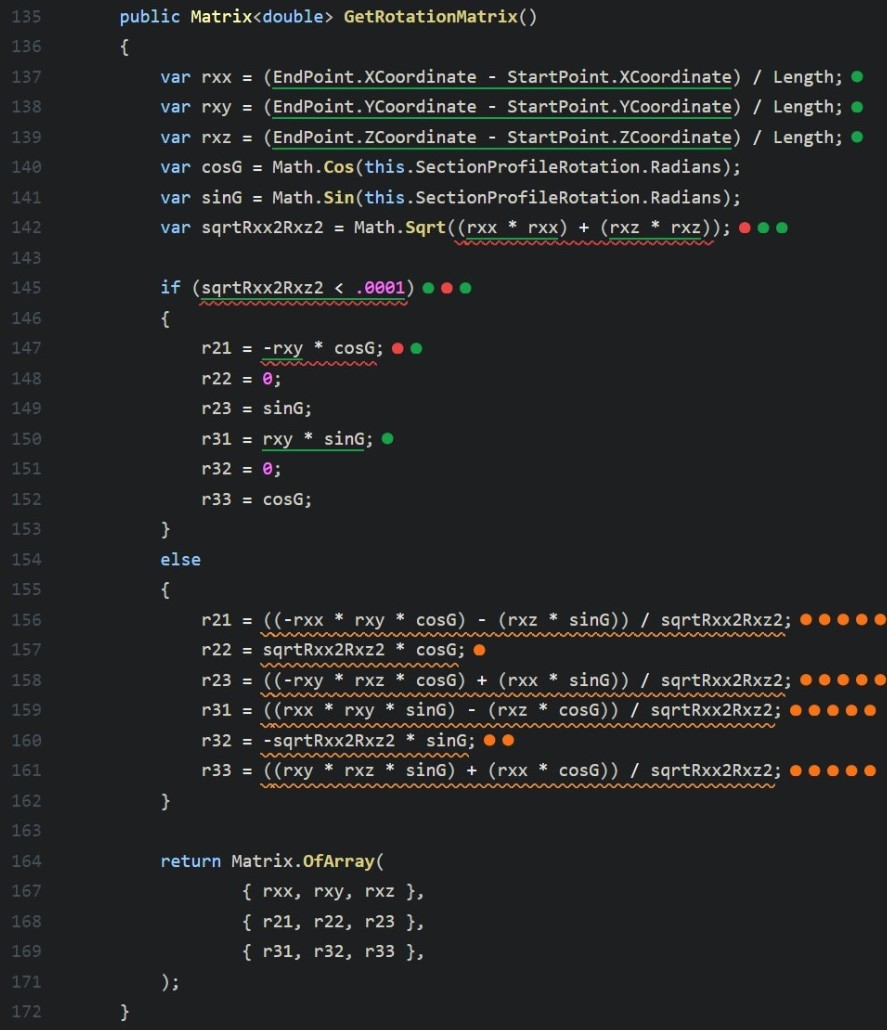 135 public Matrix<double> GetRotationMatrix()
136 {
137 var rxx = (EndPoint.XCoordinate - StartPoint.XCoordinate) / Length;
138 var rxy = (EndPoint.YCoordinate - StartPoint.YCoordinate) / Length;
139 var rxz = (EndPoint.ZCoordinate - StartPoint.ZCoordinate) / Length;
140 var cosG = Math.Cos(this.SectionProfileRotation.Radians);
141 var sinG = Math.Sin(this.SectionProfileRotation.Radians);
142 var sqrtRxx2Rxz2 = Math.Sqrt((rxx * rxx) + (rxz * rxz));
143
145 if (sqrtRxx2Rxz2 < .0001)
146 {
147 r21 = -rxy * cosG;
148 r22 = 0;
149 r23 = sinG;
150 r31 = rxy * sinG;
151 r32 = 0;
152 r33 = cosG;
153 }
154 else
155 {
156 r21 = ((-rxx * rxy * cosG) - (rxz * sinG)) / sqrtRxx2Rxz2;
157 r22 = sqrtRxx2Rxz2 * cosG;
158 r23 = ((-rxy * rxz * cosG) + (rxx * sinG)) / sqrtRxx2Rxz2;
159 r31 = ((rxx * rxy * sinG) - (rxz * cosG)) / sqrtRxx2Rxz2;
160 r32 = -sqrtRxx2Rxz2 * sinG;
161 r33 = ((rxy * rxz * sinG) + (rxx * cosG)) / sqrtRxx2Rxz2;
162 }
163
164 return Matrix.OfArray(
167 { rxx, rxy, rxz },
168 { r21, r22, r23 },
169 { r31, r32, r33 },
171 );
172 }